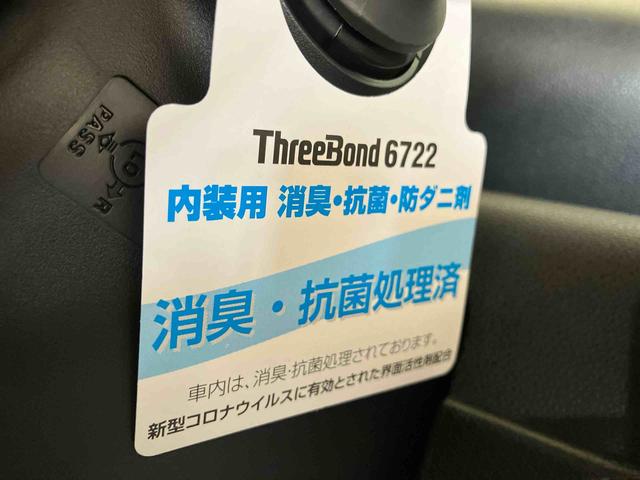 ThreeBond 6722
内装用 消臭・抗菌・防ダニ剤
消臭・抗菌処理済
車内は、消臭・抗菌処理されております。
新型コロナウイルスに有効とされた界面活性剤配合
PASS
LO
R